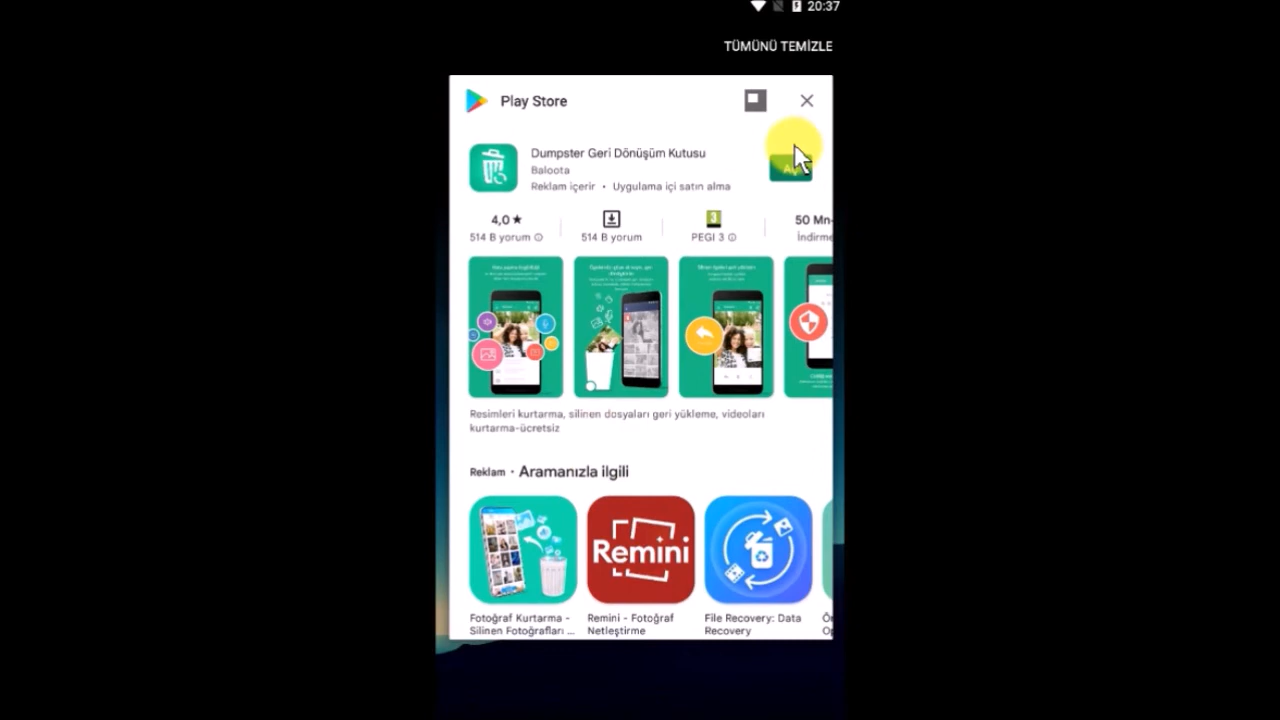 20:37
TÜMÜNÜ TEMİZLE
Play Store
Dumpster Geri Dönüşüm Kutusu
Baloota
Reklam içerir • Uygulama içi satın alma
4,0 ★
514 B yorum
514 B yorum
3
PEGI 3
50 Mn
İndirme
Resimleri kurtarma, silinen dosyaları geri yükleme, videoları
kurtarma-ücretsiz
Reklam · Aramanızla ilgili
Remini
Fotoğraf Kurtarma -
Silinen Fotoğrafları ...
Remini - Fotoğraf
Netleştirme
File Recovery: Data
Recovery